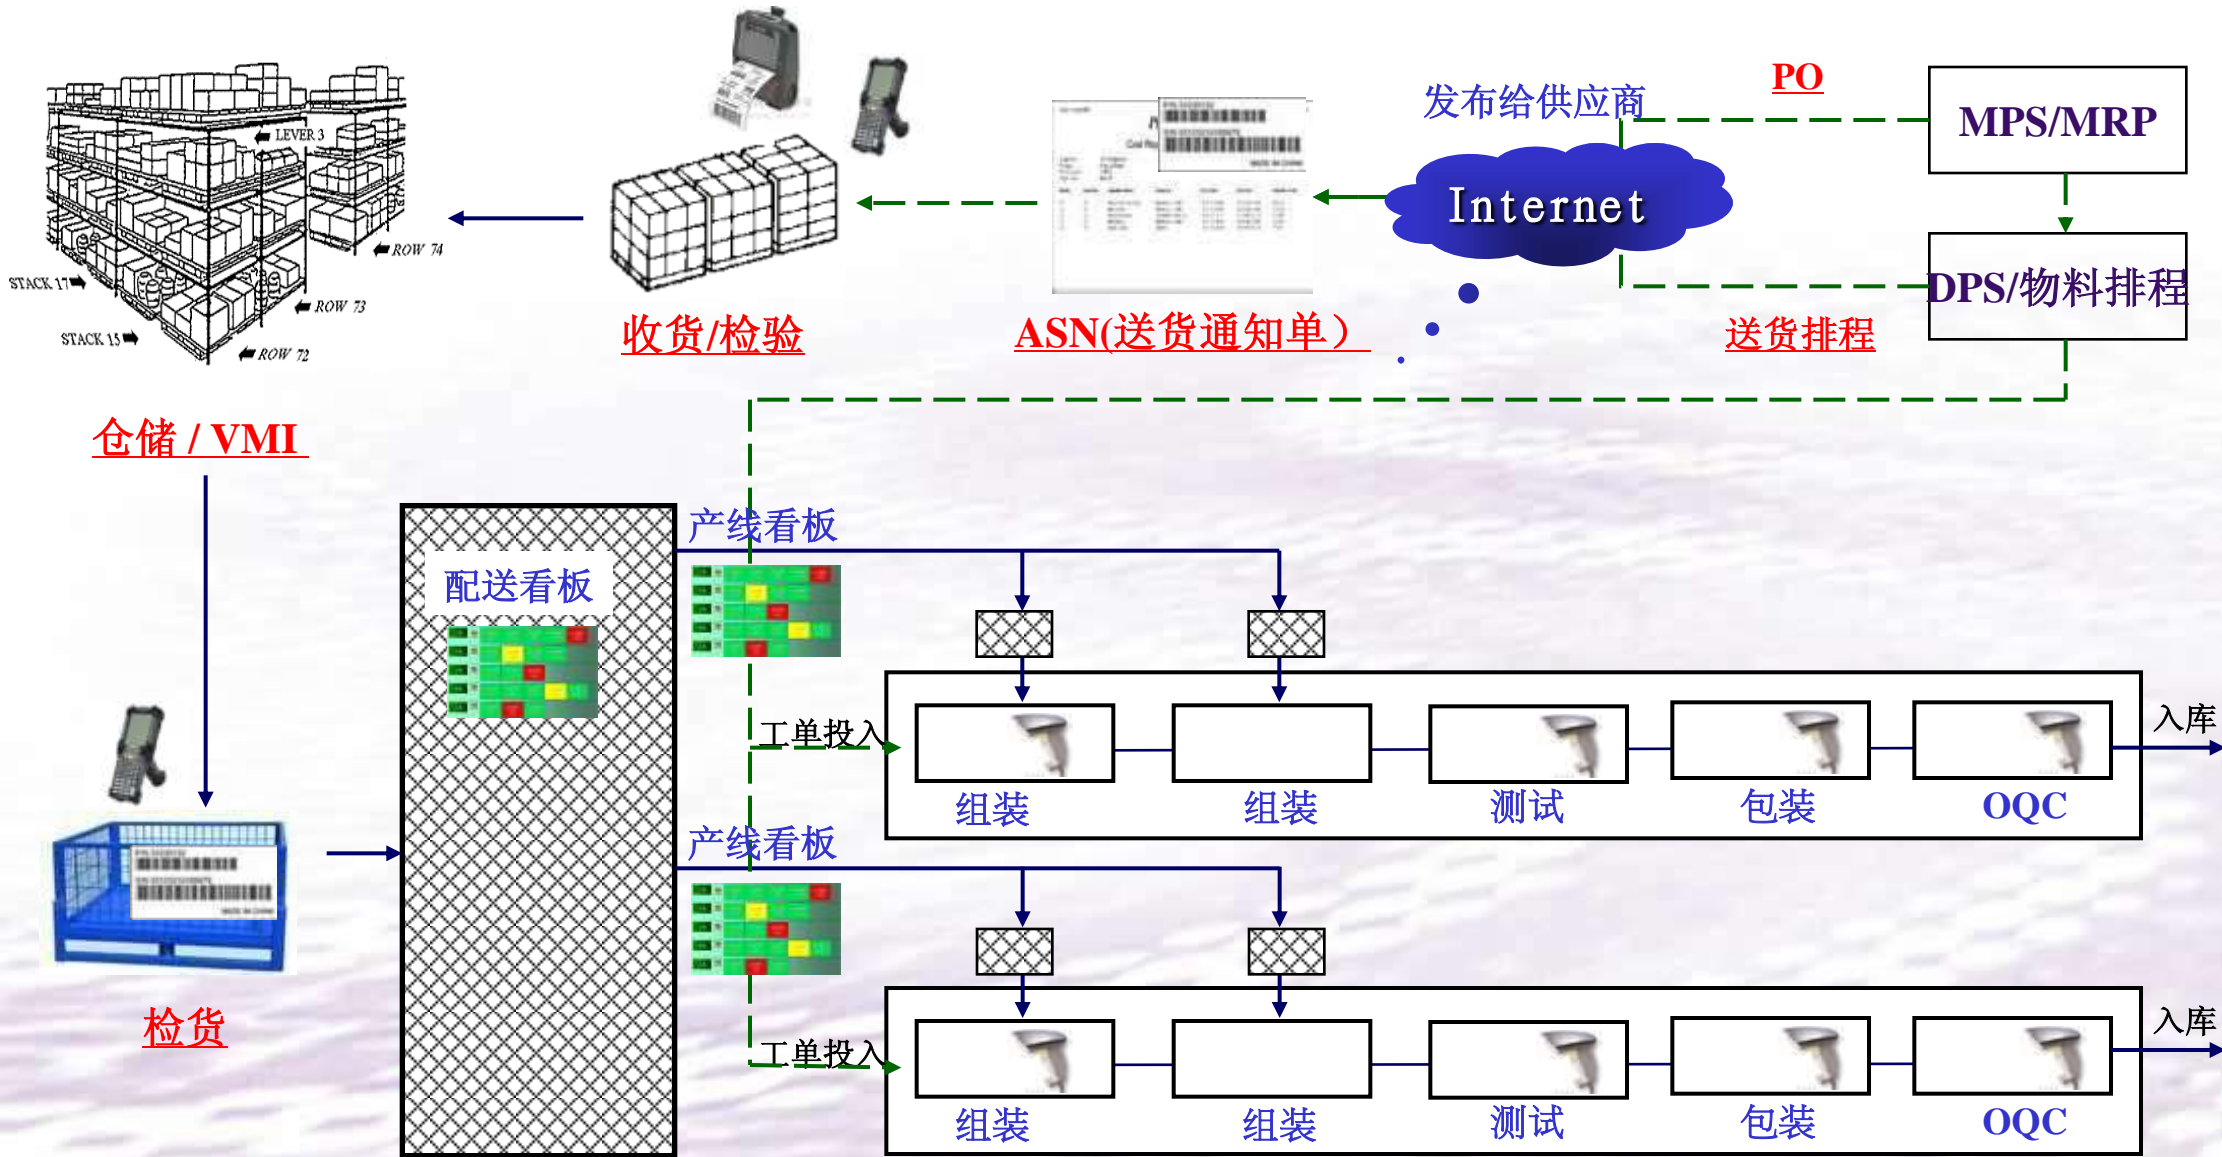 PO
发布给供应商
MPS/MRP
LEVER 3
Internet
ROW 74
STACK 17
DPS/物料排程
ROW 73
收货/检验
ASN(送货通知单）
送货排程
STACK 15
ROW 72
仓储 / VMI
产线看板
配送看板
工单投入
入库
组装
组装
测试
包装
OQC
产线看板
检货
工单投入
入库
组装
组装
测试
包装
OQC